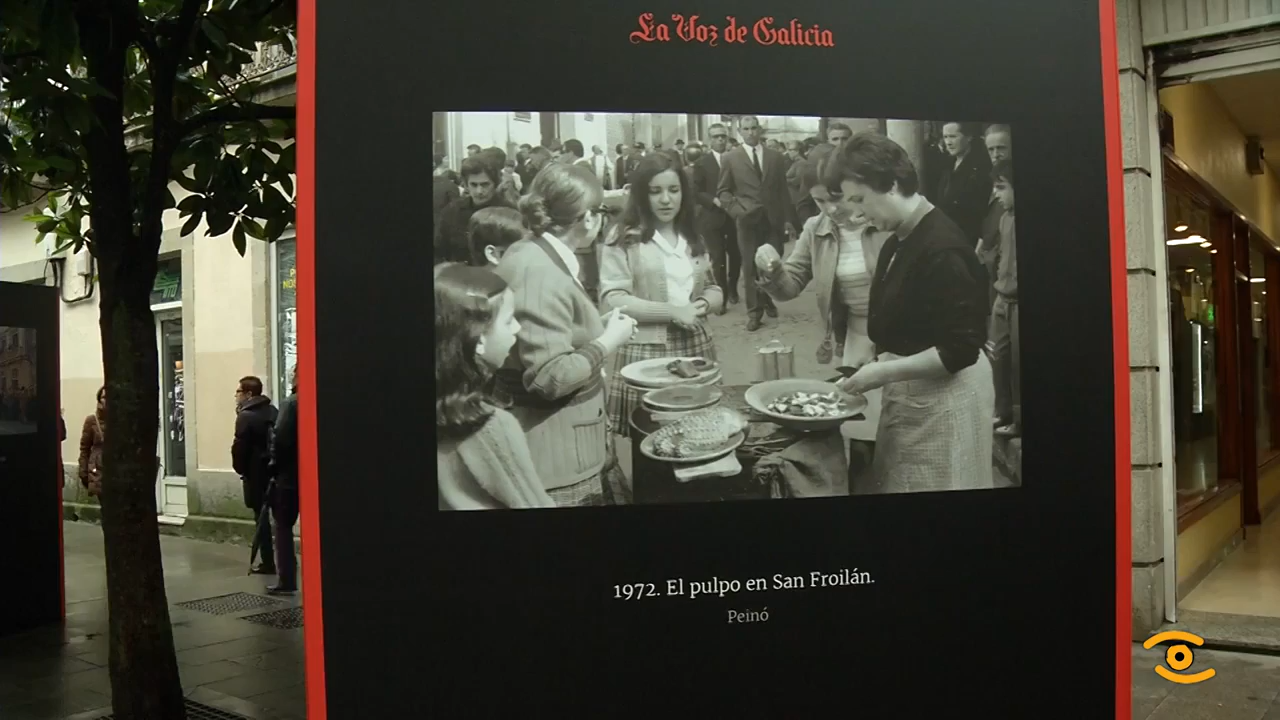 La Voz de Galicia
1972. El pulpo en San Froilán.
Peinó